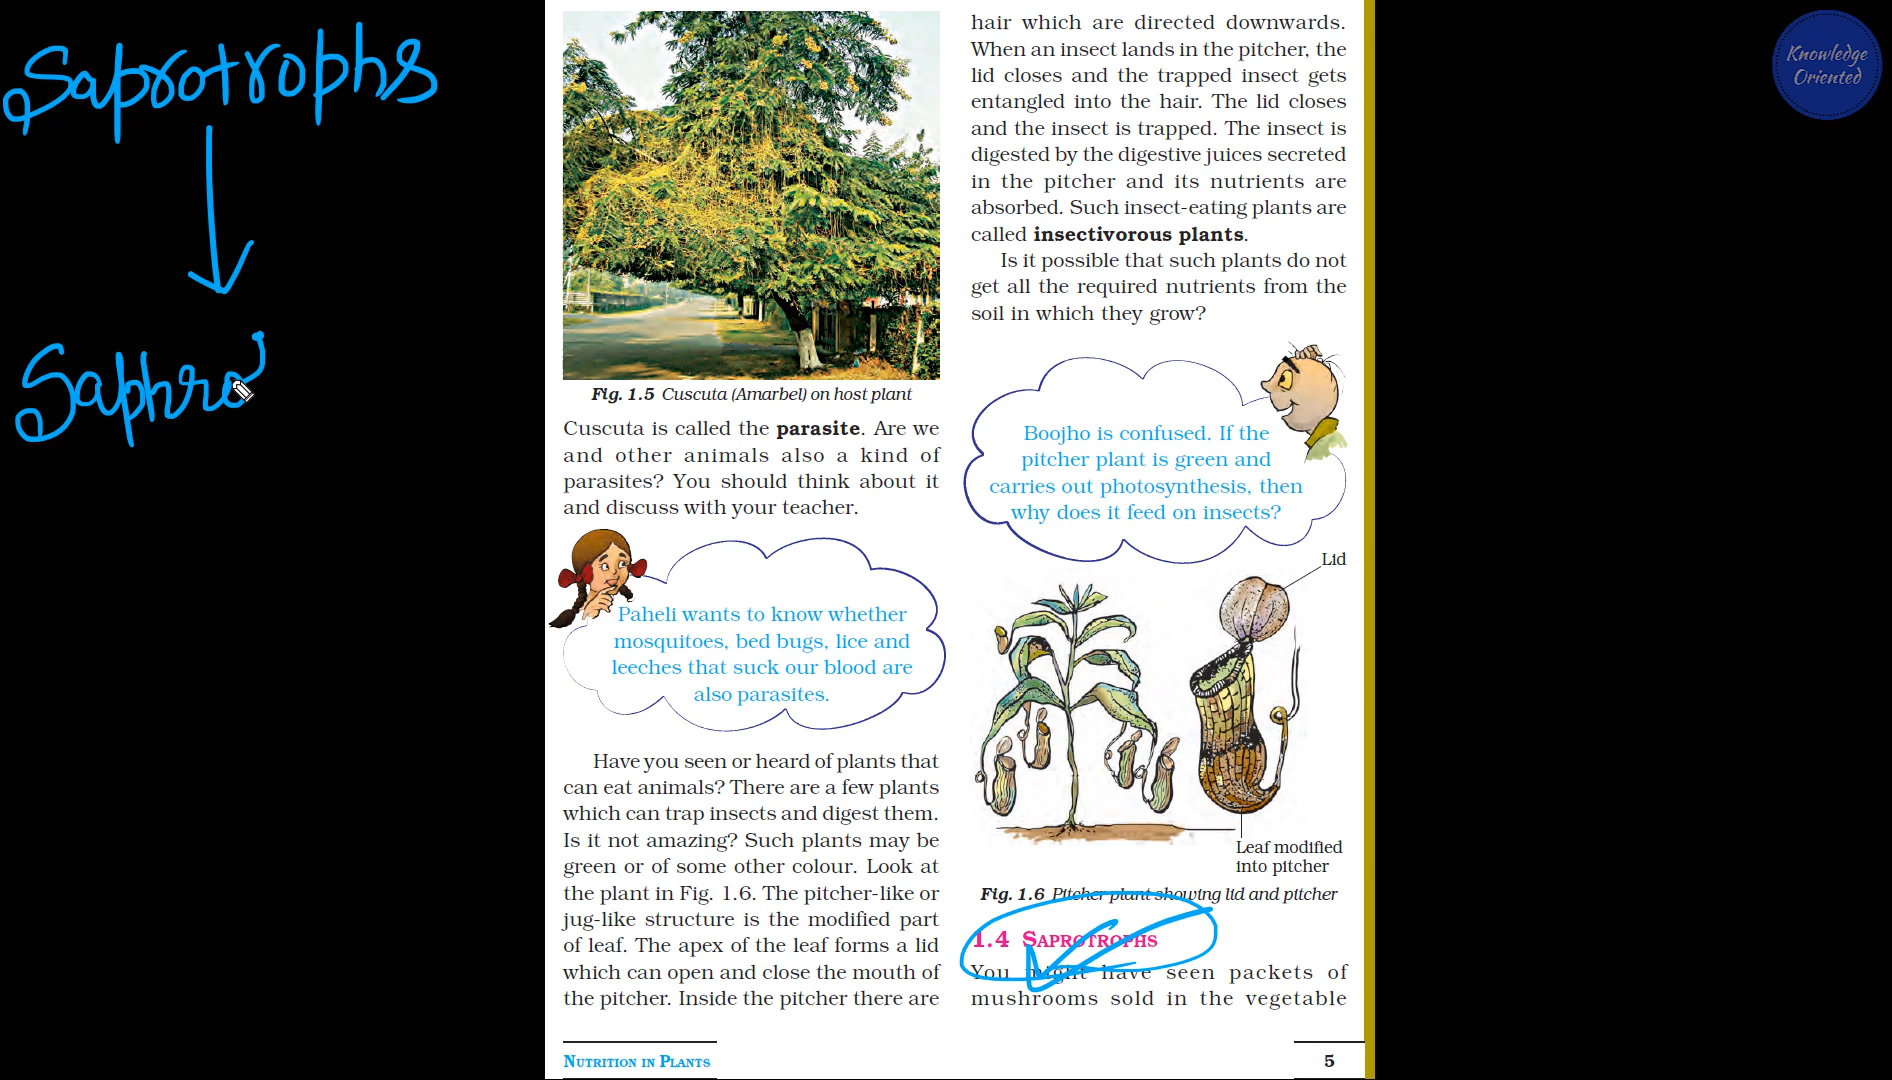 Saprotrophs
Saphro
Fig. 1.5 Cuscuta (Amarbel) on host plant
Cuscuta is called the parasite. Are we
and other animals also a kind of
parasites? You should think about it
and discuss with your teacher.
Paheli wants to know whether
mosquitoes, bed bugs, lice and
leeches that suck our blood are
also parasites.
Have you seen or heard of plants that
can eat animals? There are a few plants
which can trap insects and digest them.
Is it not amazing? Such plants may be
green or of some other colour. Look at
the plant in Fig. 1.6. The pitcher-like or
jug-like structure is the modified part
of leaf. The apex of the leaf forms a lid
which can open and close the mouth of
the pitcher. Inside the pitcher there are
hair which are directed downwards.
When an insect lands in the pitcher, the
lid closes and the trapped insect gets
entangled into the hair. The lid closes
and the insect is trapped. The insect is
digested by the digestive juices secreted
in the pitcher and its nutrients are
absorbed. Such insect-eating plants are
called insectivorous plants.
Is it possible that such plants do not
get all the required nutrients from the
soil in which they grow?
Boojho is confused. If the
pitcher plant is green and
carries out photosynthesis, then
why does it feed on insects?
Lid
Leaf modified
into pitcher
Fig. 1.6 Pitcher plant showing lid and pitcher
1.4 SAPROTROPHS
You might have seen packets of
mushrooms sold in the vegetable
NUTRITION IN PLANTS
5
Knowledge
Oriented